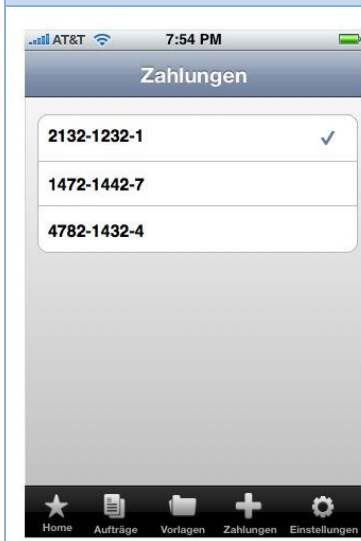 AT&T 7:54 PM
Zahlungen
2132-1232-1
1472-1442-7
4782-1432-4
Home Aufträge Vorlagen Zahlungen Einstellungen